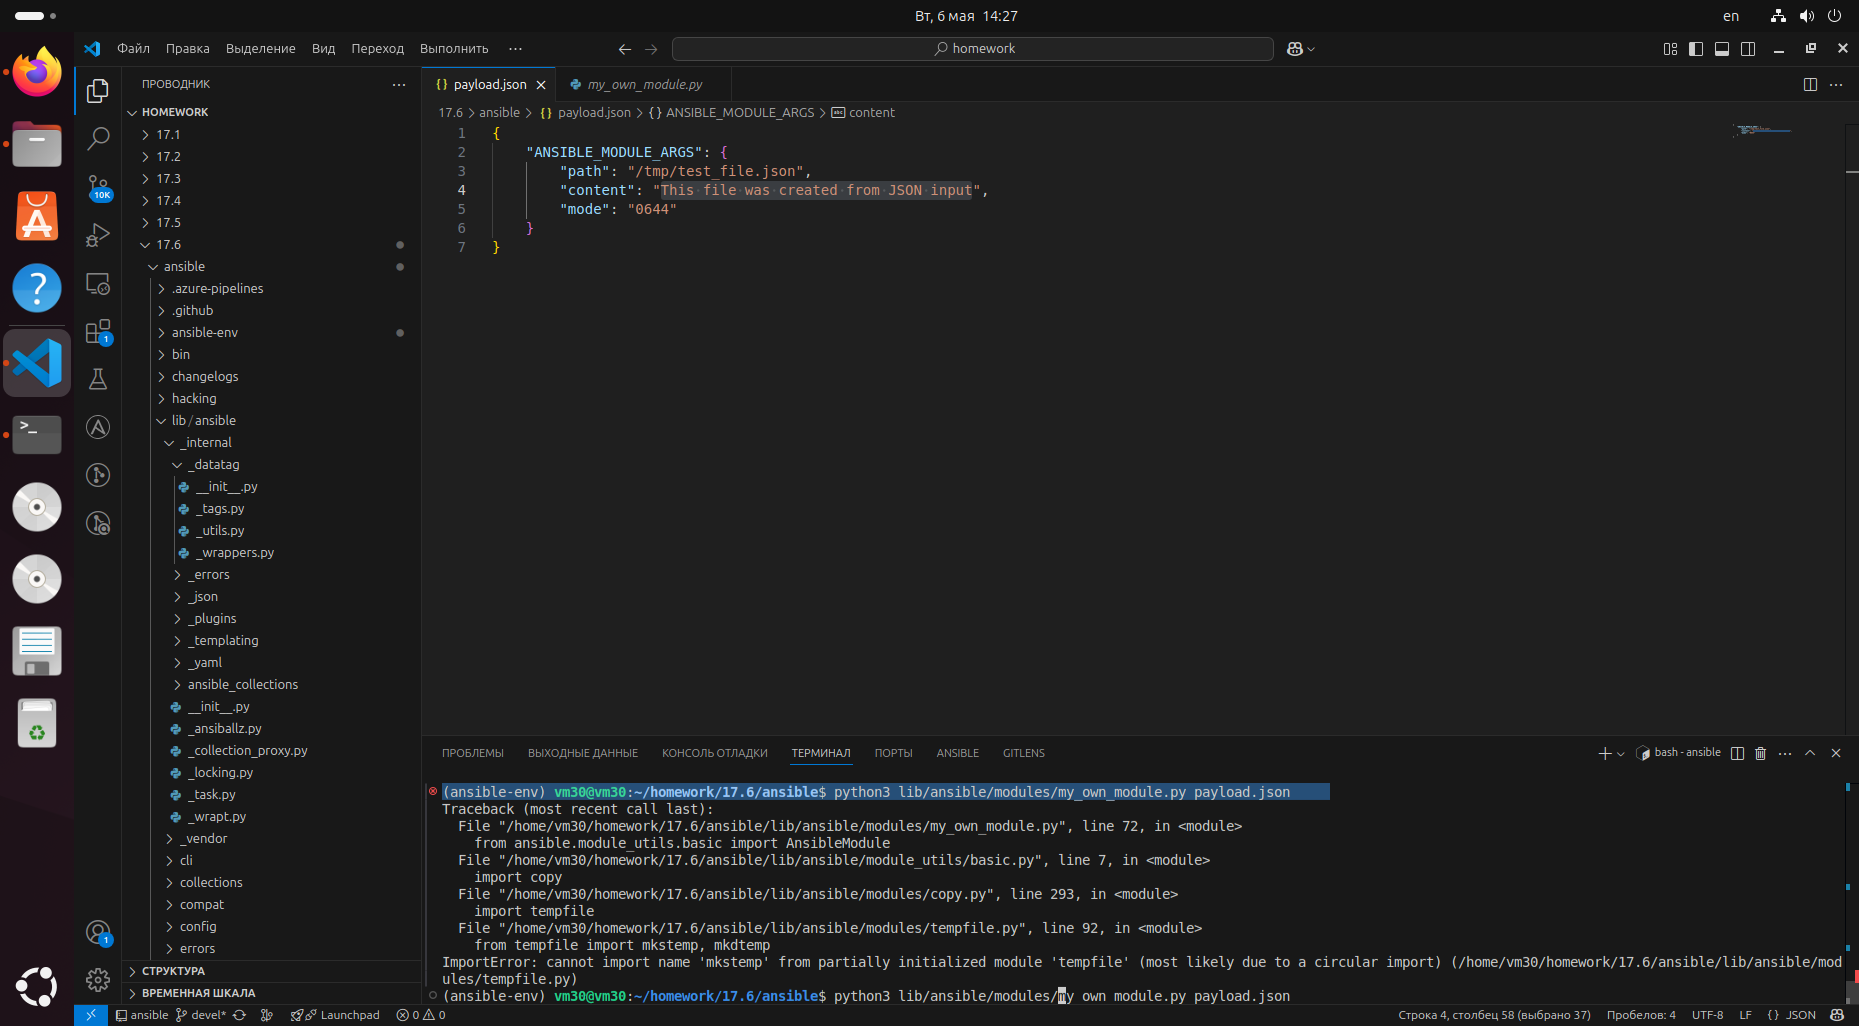 Вт, 6 мая 14:27
en
Файл Правка Выделение Вид Переход Выполнить ···
homework
ПРОВОДНИК
HOMEWORK
17.1
17.2
17.3
17.4
17.5
17.6
ansible
.azure-pipelines
.github
ansible-env
bin
changelogs
hacking
lib / ansible
_internal
_datatag
__init__.py
_tags.py
_utils.py
_wrappers.py
_errors
_json
_plugins
_templating
_yaml
ansible_collections
__init__.py
_ansiballz.py
_collection_proxy.py
_locking.py
_task.py
_wrapt.py
_vendor
cli
collections
compat
config
errors
СТРУКТУРА
ВРЕМЕННАЯ ШКАЛА
10K
1
1
{} payload.json
my_own_module.py
17.6 > ansible > {} payload.json > {} ANSIBLE_MODULE_ARGS > abc content
1 {
2 "ANSIBLE_MODULE_ARGS": {
3 "path": "/tmp/test_file.json",
4 "content": "This file was created from JSON input",
5 "mode": "0644"
6 }
7 }
ПРОБЛЕМЫ ВЫХОДНЫЕ ДАННЫЕ КОНСОЛЬ ОТЛАДКИ ТЕРМИНАЛ ПОРТЫ ANSIBLE GITLENS
bash - ansible
(ansible-env) vm30@vm30:~/homework/17.6/ansible$ python3 lib/ansible/modules/my_own_module.py payload.json
Traceback (most recent call last):
File "/home/vm30/homework/17.6/ansible/lib/ansible/modules/my_own_module.py", line 72, in <module>
from ansible.module_utils.basic import AnsibleModule
File "/home/vm30/homework/17.6/ansible/lib/ansible/module_utils/basic.py", line 7, in <module>
import copy
File "/home/vm30/homework/17.6/ansible/lib/ansible/modules/copy.py", line 293, in <module>
import tempfile
File "/home/vm30/homework/17.6/ansible/lib/ansible/modules/tempfile.py", line 92, in <module>
from tempfile import mkstemp, mkdtemp
ImportError: cannot import name 'mkstemp' from partially initialized module 'tempfile' (most likely due to a circular import) (/home/vm30/homework/17.6/ansible/lib/ansible/mod
ules/tempfile.py)
(ansible-env) vm30@vm30:~/homework/17.6/ansible$ python3 lib/ansible/modules/my_own_module.py payload.json
ansible devel* Launchpad 0 0
Строка 4, столбец 58 (выбрано 37) Пробелов: 4 UTF-8 LF {} JSON